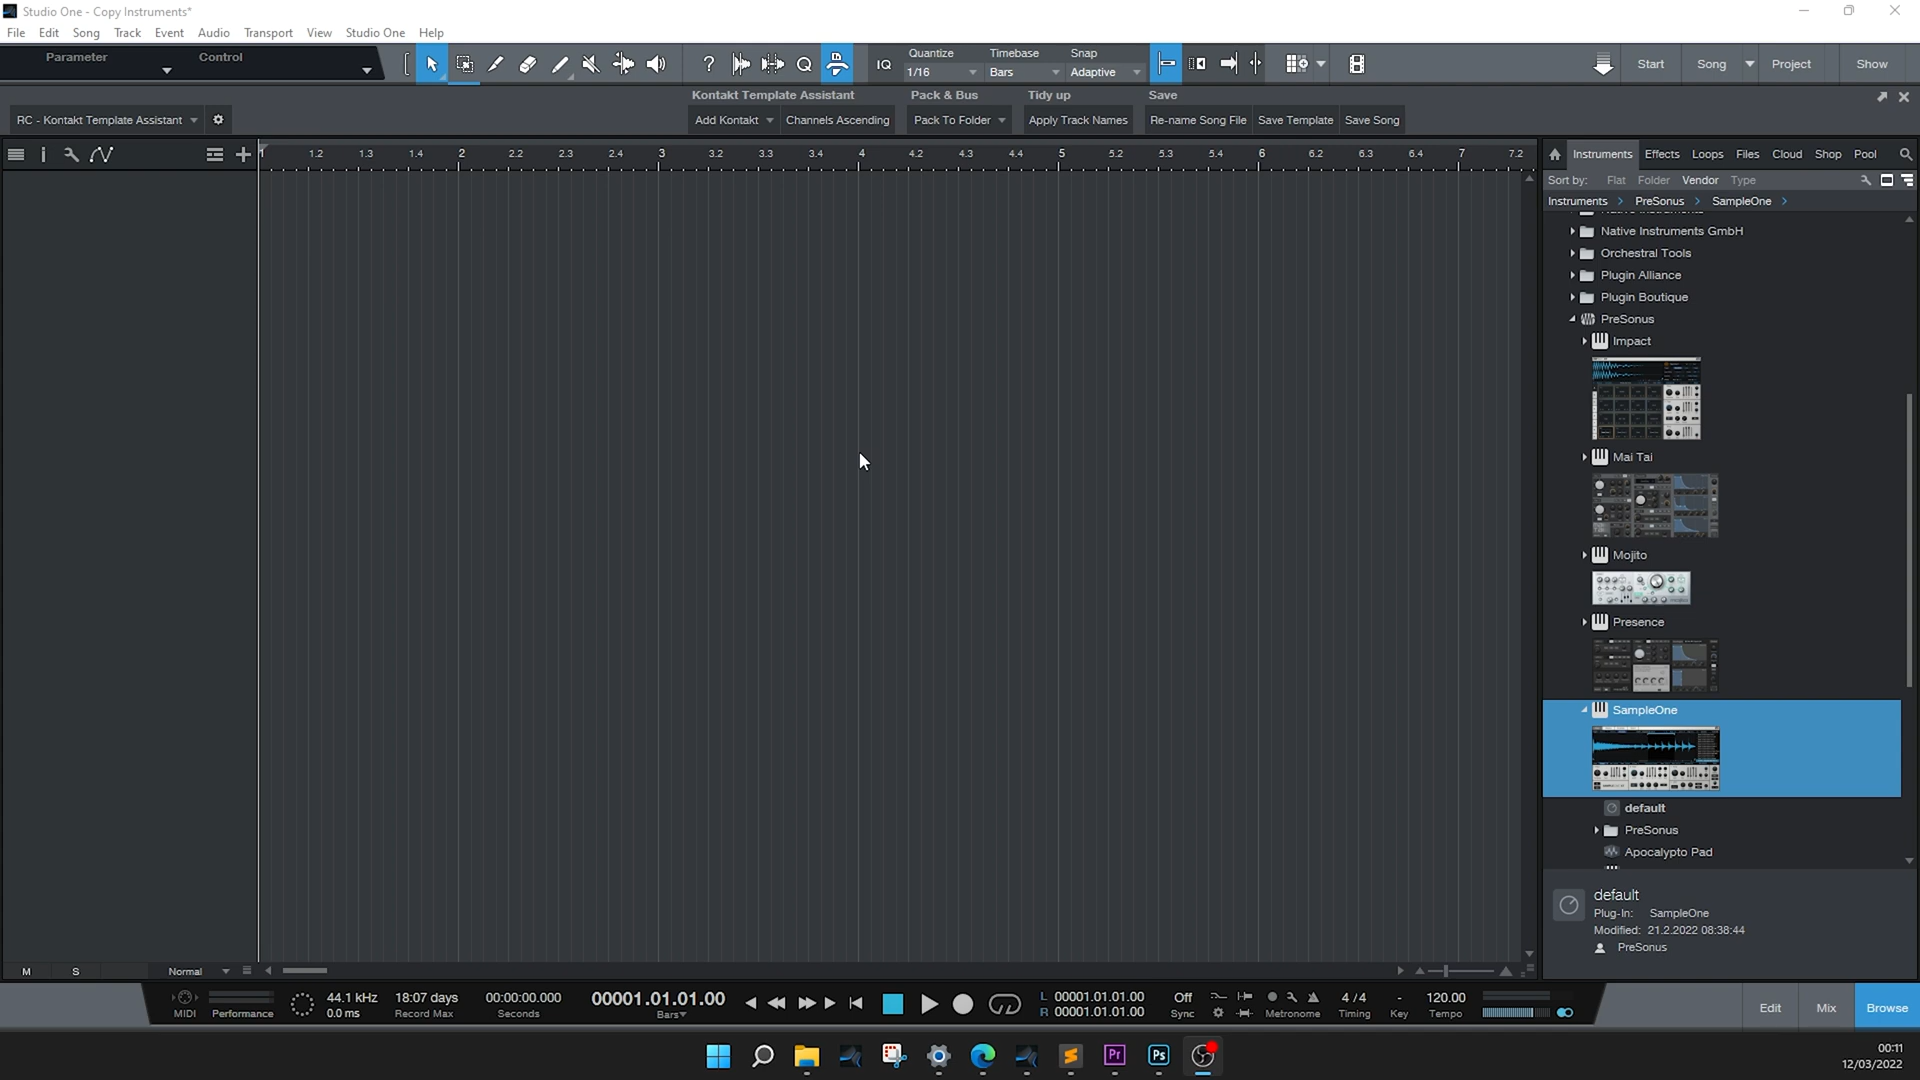 Studio One - Copy Instruments*
File Edit Song Track Event Audio Transport View Studio One Help
Parameter Control
IQ
Quantize Timebase Snap
1/16 Bars Adaptive
Start Song Project Show
Kontakt Template Assistant Pack & Bus Tidy up Save
RC - Kontakt Template Assistant
Add Kontakt Channels Ascending Pack To Folder Apply Track Names Re-name Song File Save Template Save Song
1 1.2 1.3 1.4 2 2.2 2.3 2.4 3 3.2 3.3 3.4 4 4.2 4.3 4.4 5 5.2 5.3 5.4 6 6.2 6.3 6.4 7 7.2
Instruments Effects Loops Files Cloud Shop Pool
Sort by: Flat Folder Vendor Type
Instruments > PreSonus > SampleOne >
Native Instruments GmbH
Orchestral Tools
Plugin Alliance
Plugin Boutique
PreSonus
Impact
Mai Tai
Mojito
Presence
SampleOne
default
PreSonus
Apocalypto Pad
default
Plug-In: SampleOne
Modified: 21.2.2022 08:38:44
PreSonus
M S Normal
MIDI Performance
44.1 kHz
0.0 ms
18:07 days
Record Max
00:00:00.000
Seconds
00001.01.01.00
Bars
L 00001.01.01.00
R 00001.01.01.00
Off
Sync
Metronome
4 / 4
Timing
-
Key
120.00
Tempo
Edit Mix Browse
Pr Ps
00:11
12/03/2022